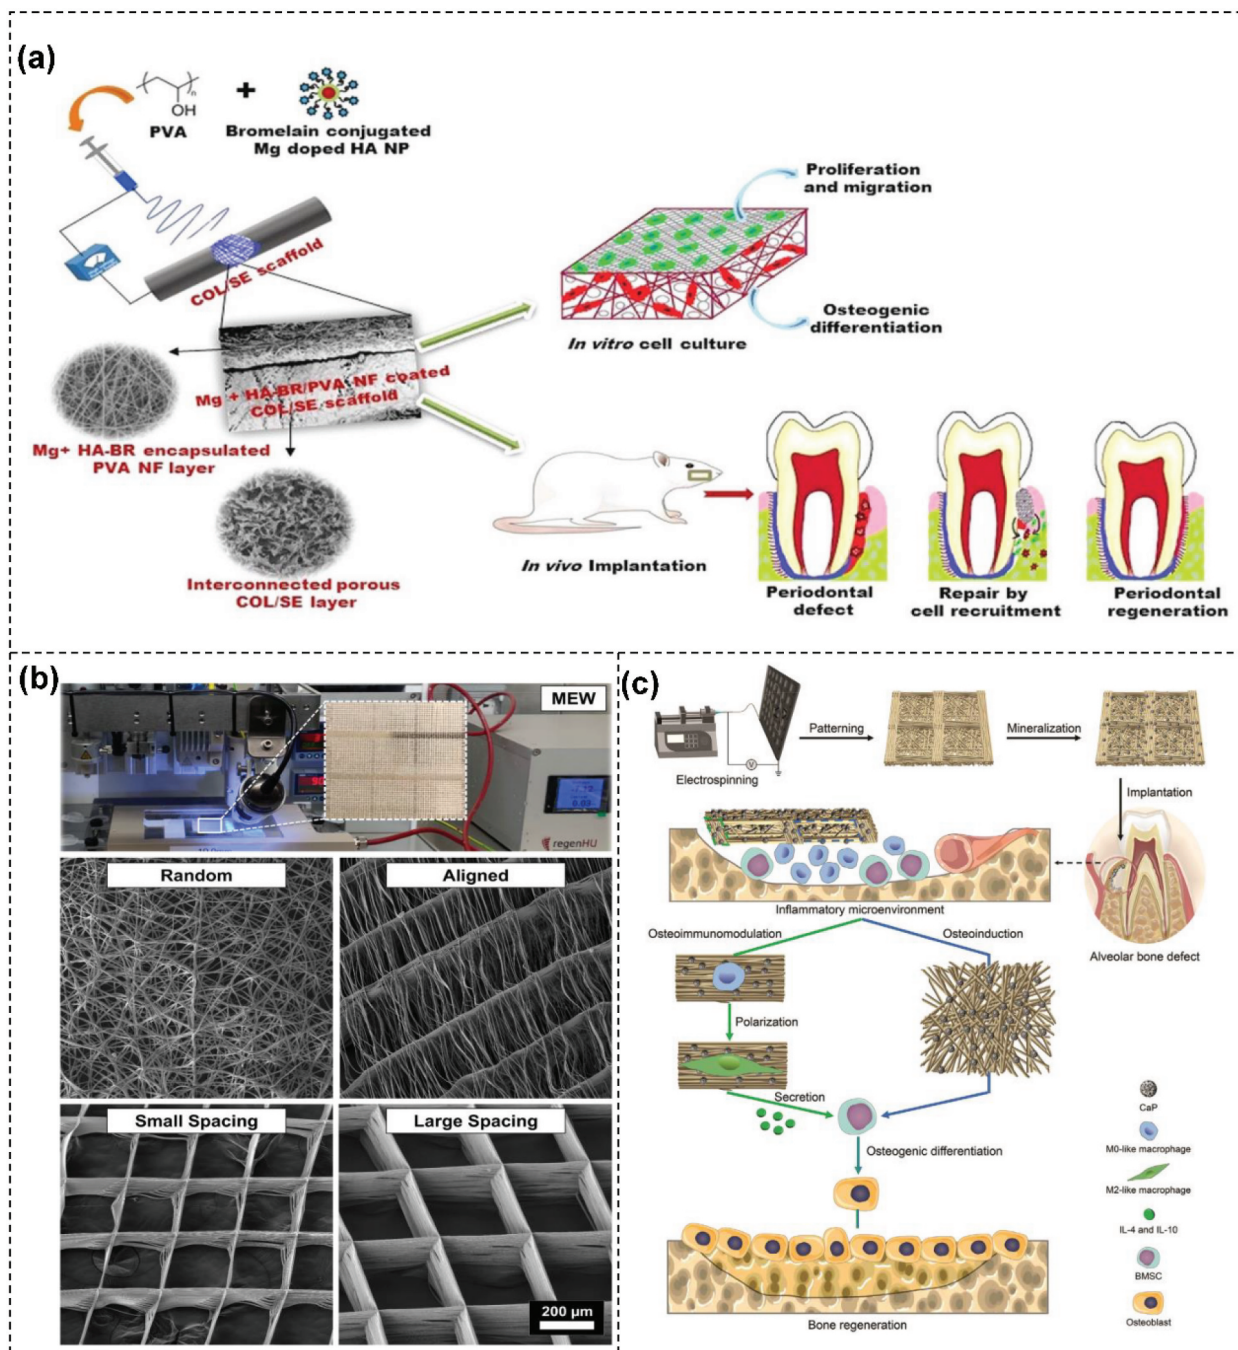 (a)
OH
n
PVA
+
Bromelain conjugated
Mg doped HA NP
COL/SE scaffold
Mg + HA-BR/PVA NF coated
COL/SE scaffold
Mg+ HA-BR encapsulated
PVA NF layer
Interconnected porous
COL/SE layer
Proliferation
and migration
Osteogenic
differentiation
In vitro cell culture
In vivo Implantation
Periodontal
defect
Repair by
cell recruitment
Periodontal
regeneration
(b)
MEW
regenHU
Random
Aligned
Small Spacing
Large Spacing
200 µm
(c)
Electrospinning
V
Patterning
Mineralization
Implantation
Inflammatory microenvironment
Alveolar bone defect
Osteoimmunomodulation
Osteoinduction
Polarization
Secretion
Osteogenic differentiation
Bone regeneration
CaP
M0-like macrophage
M2-like macrophage
IL-4 and IL-10
BMSC
Osteoblast